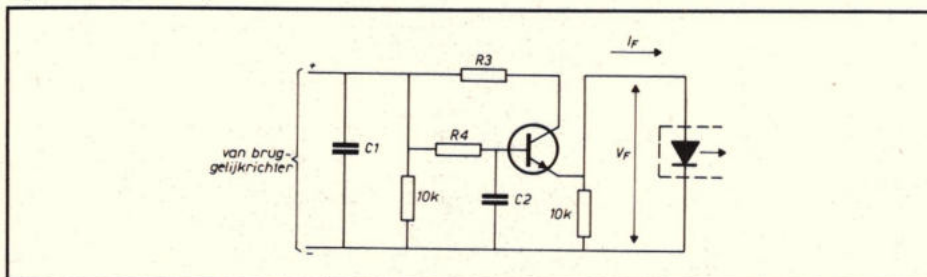 I_F
+
R3
R4
C1
V_F
van brug-
gelijkrichter
10k
C2
10k
−